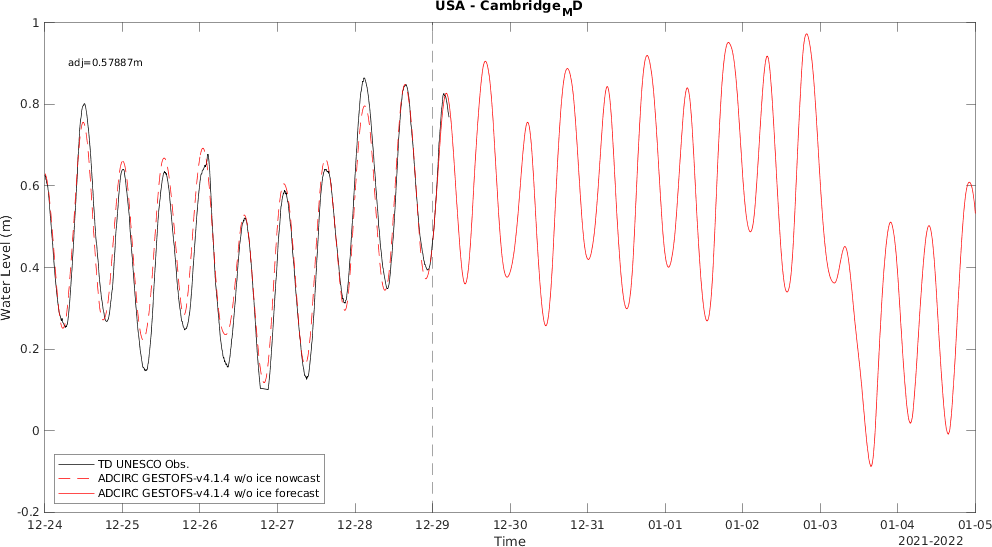 USA - Cambridge_MD
adj=0.57887m
Water Level (m)
1
0.8
0.6
0.4
0.2
0
-0.2
TD UNESCO Obs.
ADCIRC GESTOFS-v4.1.4 w/o ice nowcast
ADCIRC GESTOFS-v4.1.4 w/o ice forecast
12-24 12-25 12-26 12-27 12-28 12-29 12-30 12-31 01-01 01-02 01-03 01-04 01-05
Time
2021-2022